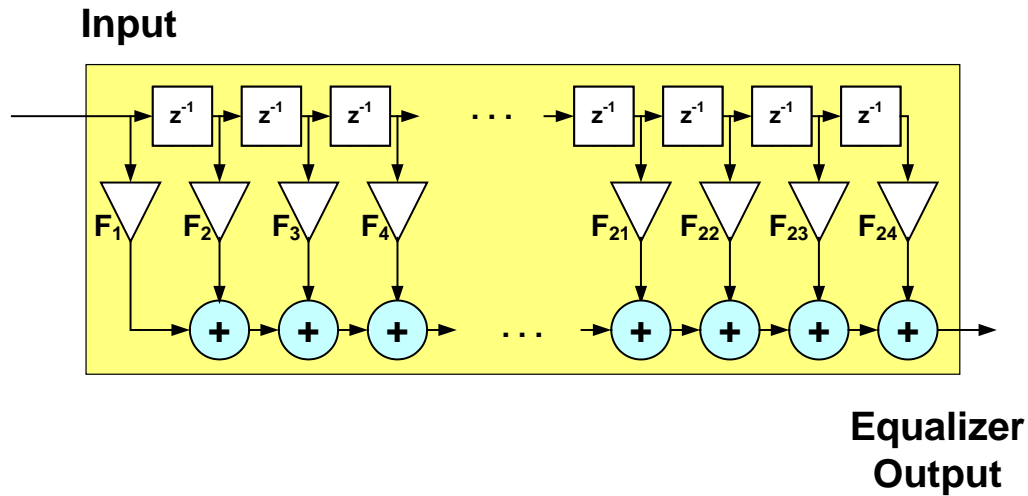 Input
z⁻¹ z⁻¹ z⁻¹ . . . z⁻¹ z⁻¹ z⁻¹ z⁻¹
F₁ F₂ F₃ F₄ F₂₁ F₂₂ F₂₃ F₂₄
+ + + . . . + + + +
Equalizer
Output